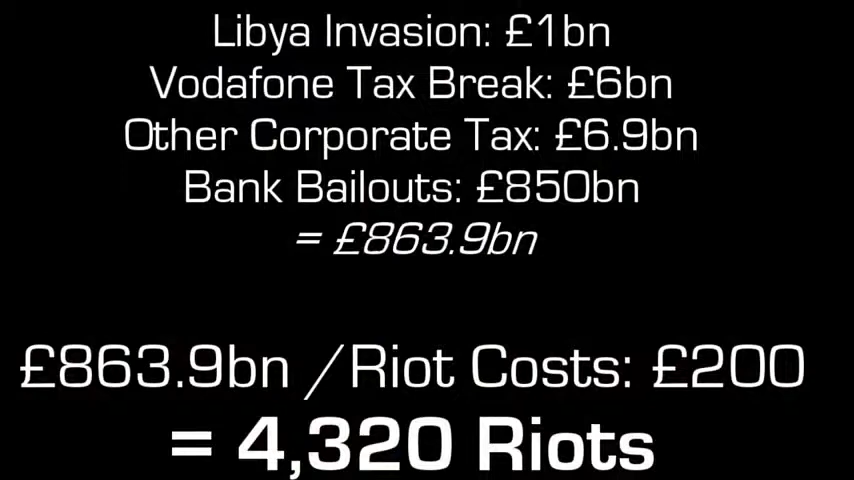 Libya Invasion: £1bn
Vodafone Tax Break: £6bn
Other Corporate Tax: £6.9bn
Bank Bailouts: £850bn
= £863.9bn
£863.9bn /Riot Costs: £200
= 4,320 Riots